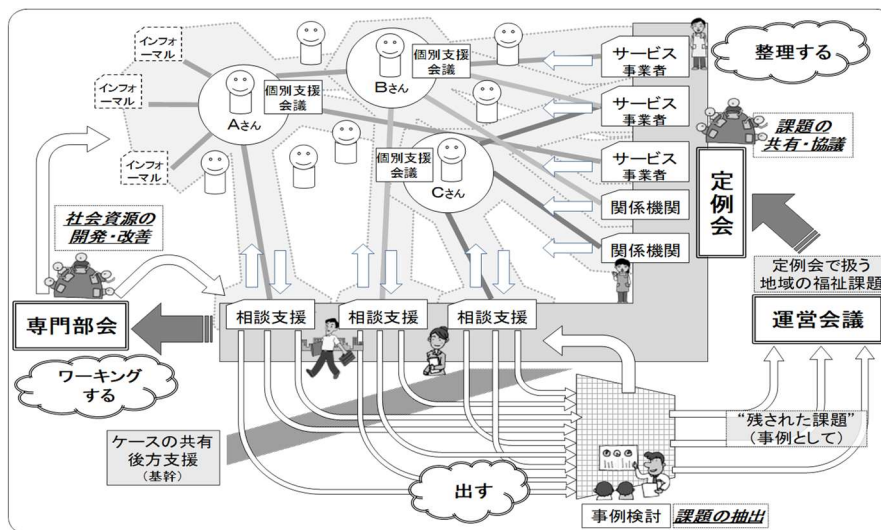 インフォ
ーマル
インフォ
ーマル
インフォ
ーマル
個別支援
会議
Aさん
Bさん
個別支援
会議
個別支援
会議
Cさん
サービス
事業者
サービス
事業者
サービス
事業者
関係機関
関係機関
整理する
課題の
共有・協議
定例会
定例会で扱う
地域の福祉課題
運営会議
社会資源の
開発・改善
専門部会
ワーキング
する
相談支援
相談支援
相談支援
ケースの共有
後方支援
(基幹)
出す
“残された課題”
(事例として)
事例検討
課題の抽出